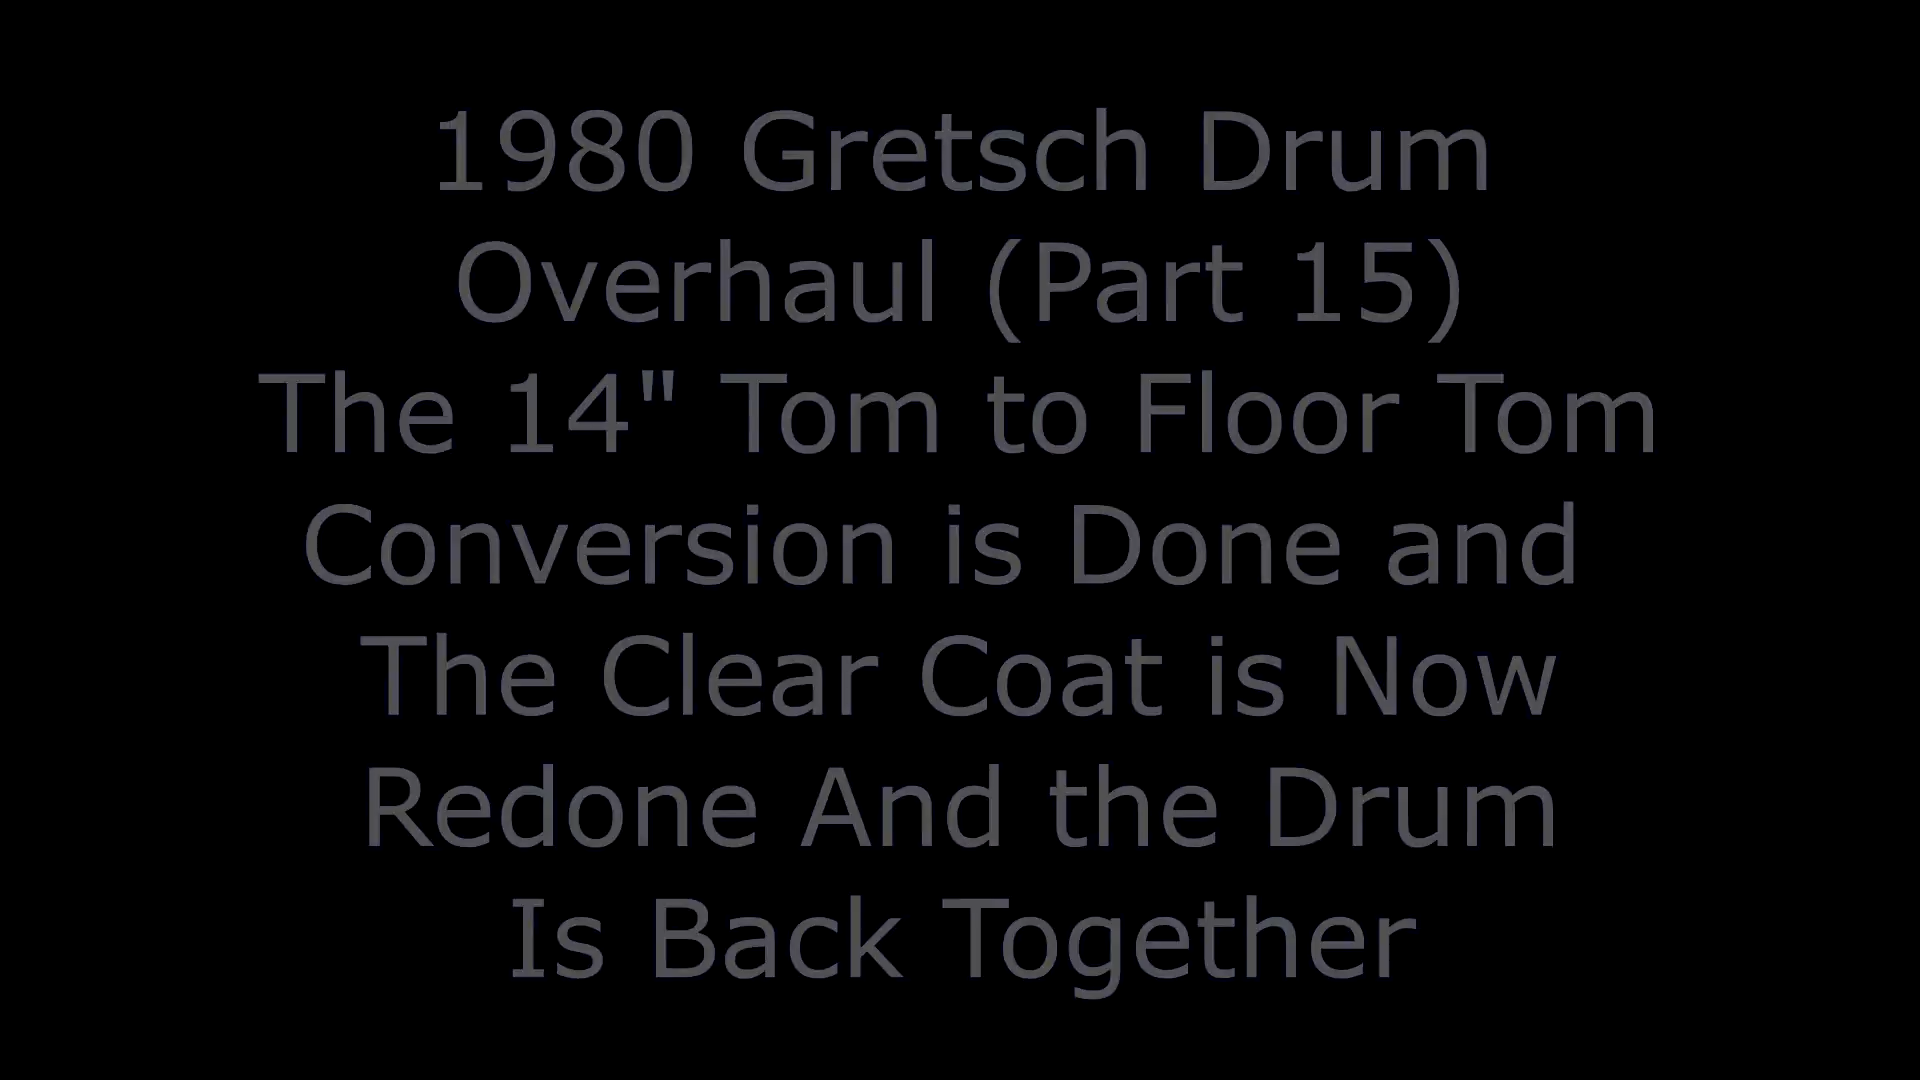 1980 Gretsch Drum
Overhaul (Part 15)
The 14" Tom to Floor Tom
Conversion is Done and
The Clear Coat is Now
Redone And the Drum
Is Back Together